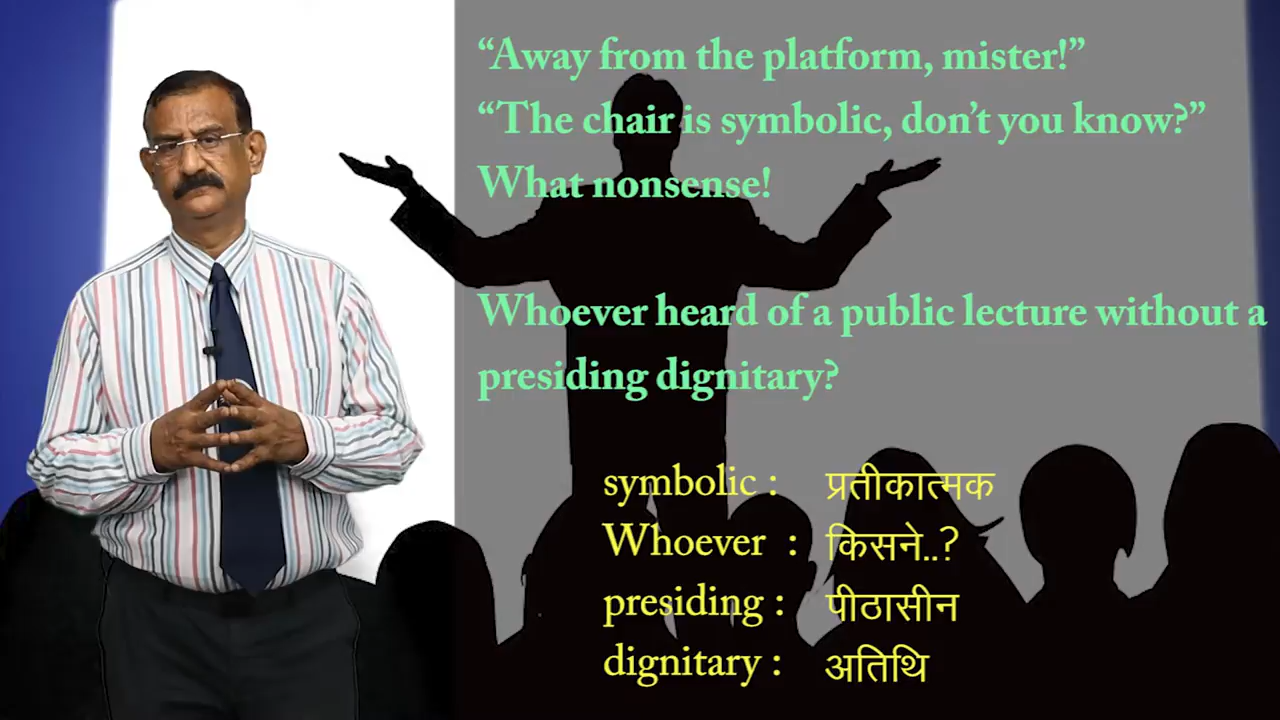 “Away from the platform, mister!”
“The chair is symbolic, don’t you know?”
What nonsense!
Whoever heard of a public lecture without a
presiding dignitary?
symbolic : प्रतीकात्मक
Whoever : किसने..?
presiding : पीठासीन
dignitary : अतिथि